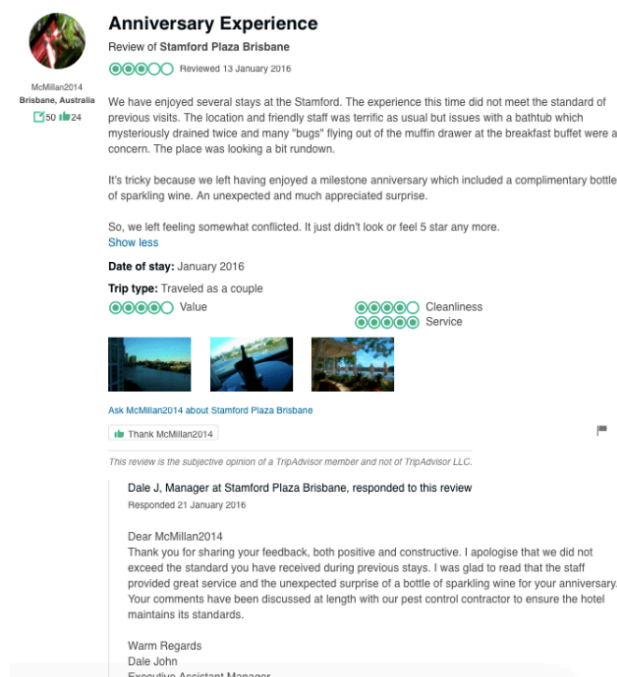 Anniversary Experience
Review of Stamford Plaza Brisbane
Reviewed 13 January 2016
McMillan2014
Brisbane, Australia
50 24
We have enjoyed several stays at the Stamford. The experience this time did not meet the standard of
previous visits. The location and friendly staff was terrific as usual but issues with a bathtub which
mysteriously drained twice and many "bugs" flying out of the muffin drawer at the breakfast buffet were a
concern. The place was looking a bit rundown.
It's tricky because we left having enjoyed a milestone anniversary which included a complimentary bottle
of sparkling wine. An unexpected and much appreciated surprise.
So, we left feeling somewhat conflicted. It just didn't look or feel 5 star any more.
Show less
Date of stay: January 2016
Trip type: Traveled as a couple
Value
Cleanliness
Service
Ask McMillan2014 about Stamford Plaza Brisbane
Thank McMillan2014
This review is the subjective opinion of a TripAdvisor member and not of TripAdvisor LLC.
Dale J, Manager at Stamford Plaza Brisbane, responded to this review
Responded 21 January 2016
Dear McMillan2014
Thank you for sharing your feedback, both positive and constructive. I apologise that we did not
exceed the standard you have received during previous stays. I was glad to read that the staff
provided great service and the unexpected surprise of a bottle of sparkling wine for your anniversary.
Your comments have been discussed at length with our pest control contractor to ensure the hotel
maintains its standards.
Warm Regards
Dale John
Executive Assistant Manager